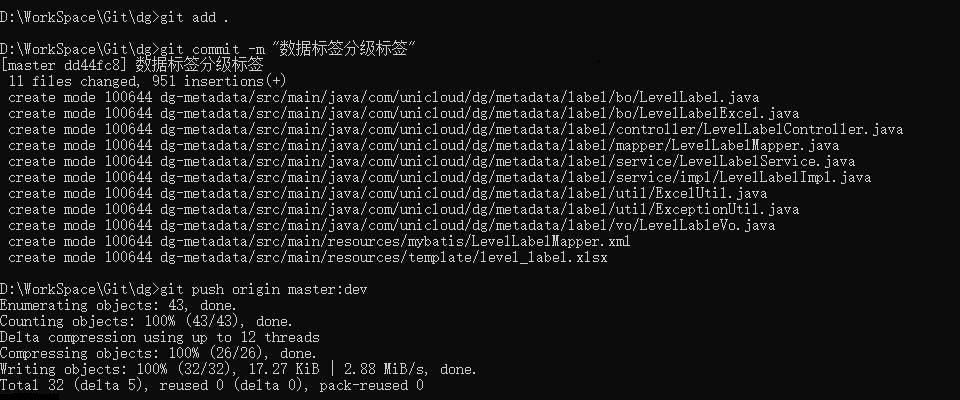 D:\WorkSpace\Git\dg>git add .
D:\WorkSpace\Git\dg>git commit -m "数据标签分级标签"
[master dd44fc8] 数据标签分级标签
11 files changed, 951 insertions(+)
create mode 100644 dg-metadata/src/main/java/com/unicloud/dg/metadata/label/bo/LevelLabel.java
create mode 100644 dg-metadata/src/main/java/com/unicloud/dg/metadata/label/bo/LevelLabelExcel.java
create mode 100644 dg-metadata/src/main/java/com/unicloud/dg/metadata/label/controller/LevelLabelController.java
create mode 100644 dg-metadata/src/main/java/com/unicloud/dg/metadata/label/mapper/LevelLabelMapper.java
create mode 100644 dg-metadata/src/main/java/com/unicloud/dg/metadata/label/service/LevelLabelService.java
create mode 100644 dg-metadata/src/main/java/com/unicloud/dg/metadata/label/service/impl/LevelLabelImpl.java
create mode 100644 dg-metadata/src/main/java/com/unicloud/dg/metadata/label/util/ExcelUtil.java
create mode 100644 dg-metadata/src/main/java/com/unicloud/dg/metadata/label/util/ExceptionUtil.java
create mode 100644 dg-metadata/src/main/java/com/unicloud/dg/metadata/label/vo/LevelLableVo.java
create mode 100644 dg-metadata/src/main/resources/mybatis/LevelLabelMapper.xml
create mode 100644 dg-metadata/src/main/resources/template/level_label.xlsx
D:\WorkSpace\Git\dg>git push origin master:dev
Enumerating objects: 43, done.
Counting objects: 100% (43/43), done.
Delta compression using up to 12 threads
Compressing objects: 100% (26/26), done.
Writing objects: 100% (32/32), 17.27 KiB | 2.88 MiB/s, done.
Total 32 (delta 5), reused 0 (delta 0), pack-reused 0